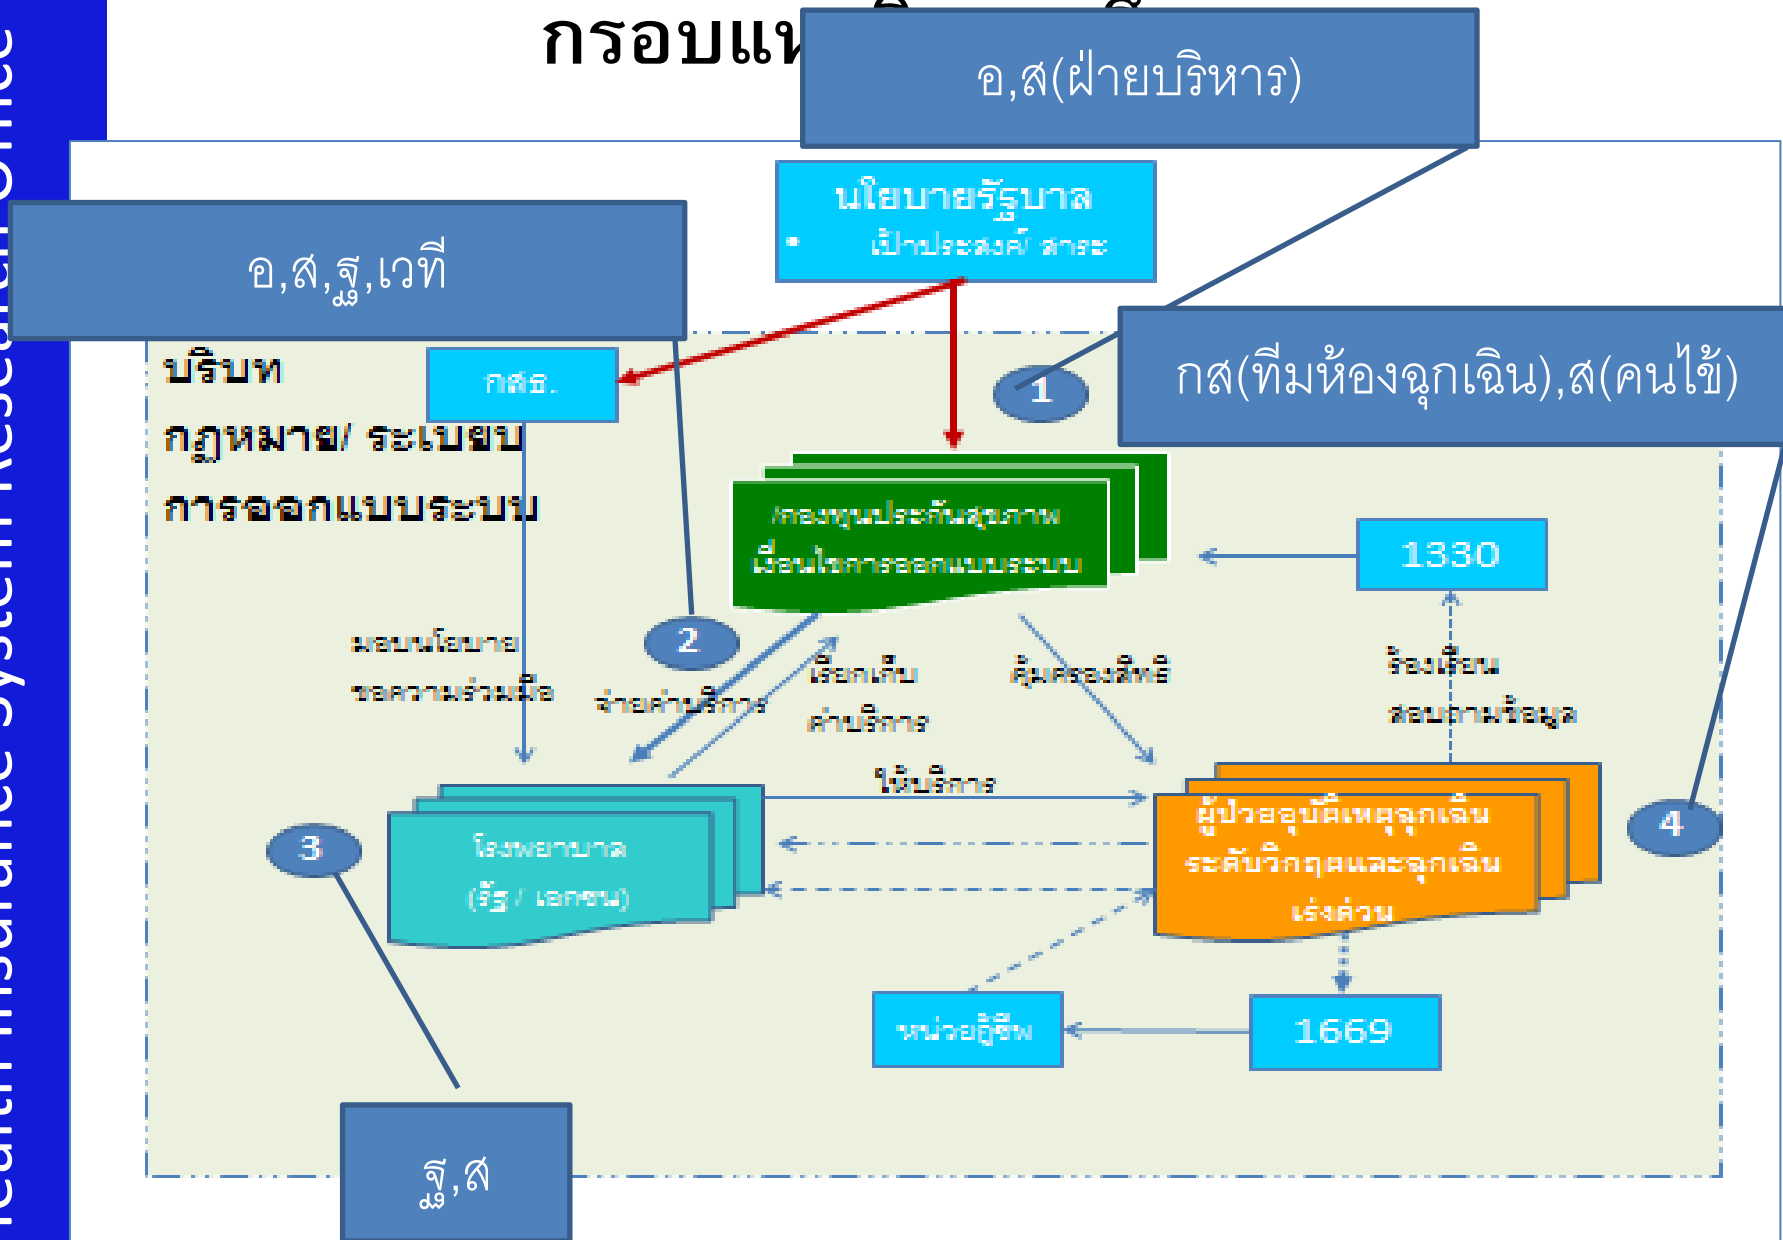 กรอบแ
อ,ส(ฝ่ายบริหาร)
Health Insurance System Research Office
นโยบายรัฐบาล
• เป้าประสงค์/ สาระ
อ,ส,ฐ,เวที
กส(ทีมห้องฉุกเฉิน),ส(คนไข้)
บริบท
กฎหมาย/ ระเบียบ
การออกแบบระบบ
กสธ.
1
/กองทุนประกันสุขภาพ
เงื่อนไขการออกแบบระบบ
1330
2
มอบนโยบาย
ขอความร่วมมือ
จ่ายค่าบริการ
เรียกเก็บ
ค่าบริการ
คุ้มครองสิทธิ
ร้องเรียน
สอบถามข้อมูล
ให้บริการ
3
โรงพยาบาล
(รัฐ / เอกชน)
ผู้ป่วยอุบัติเหตุฉุกเฉิน
ระดับวิกฤตและฉุกเฉิน
เร่งด่วน
4
หน่วยกู้ชีพ
1669
ฐ,ส